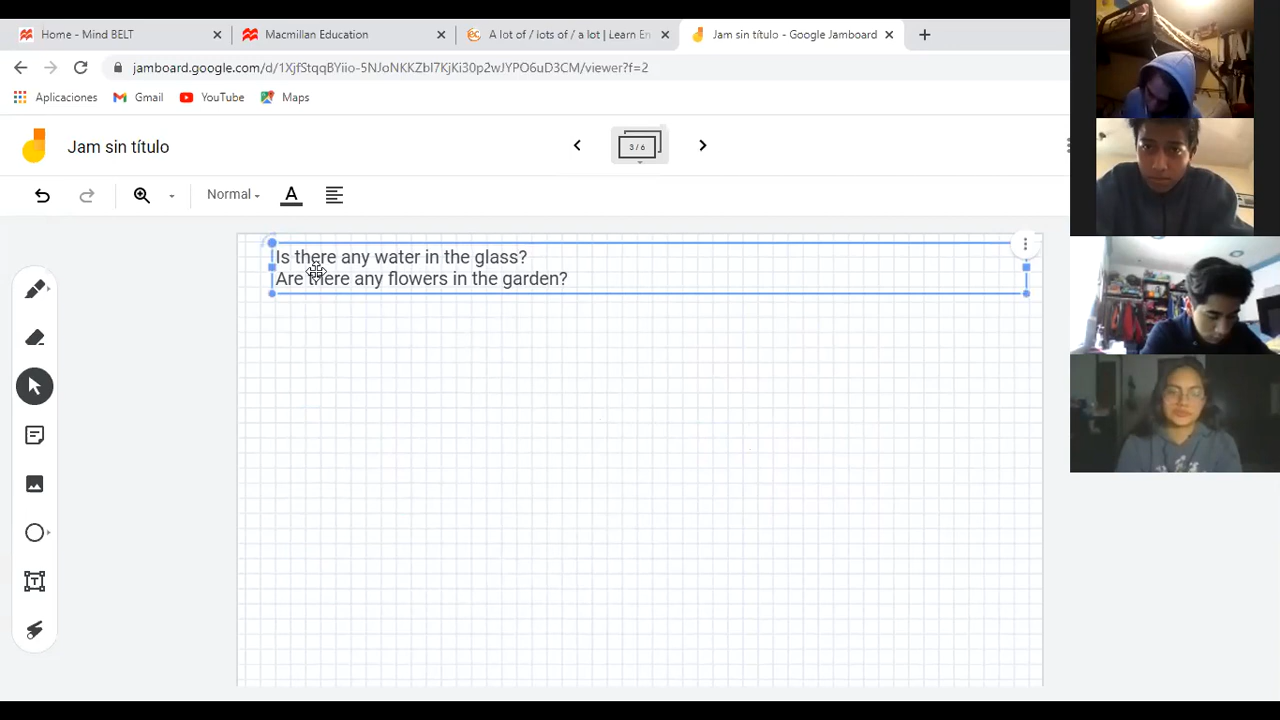 Home - Mind BELT
Macmillan Education
A lot of / lots of / a lot | Learn En
Jam sin título - Google Jamboard
jamboard.google.com/d/1XjfStqqBYiio-5NJoNKKZbl7KjKi30p2wJYPO6uD3CM/viewer?f=2
Aplicaciones
Gmail
YouTube
Maps
Jam sin título
3 / 6
Normal
Is there any water in the glass?
Are there any flowers in the garden?